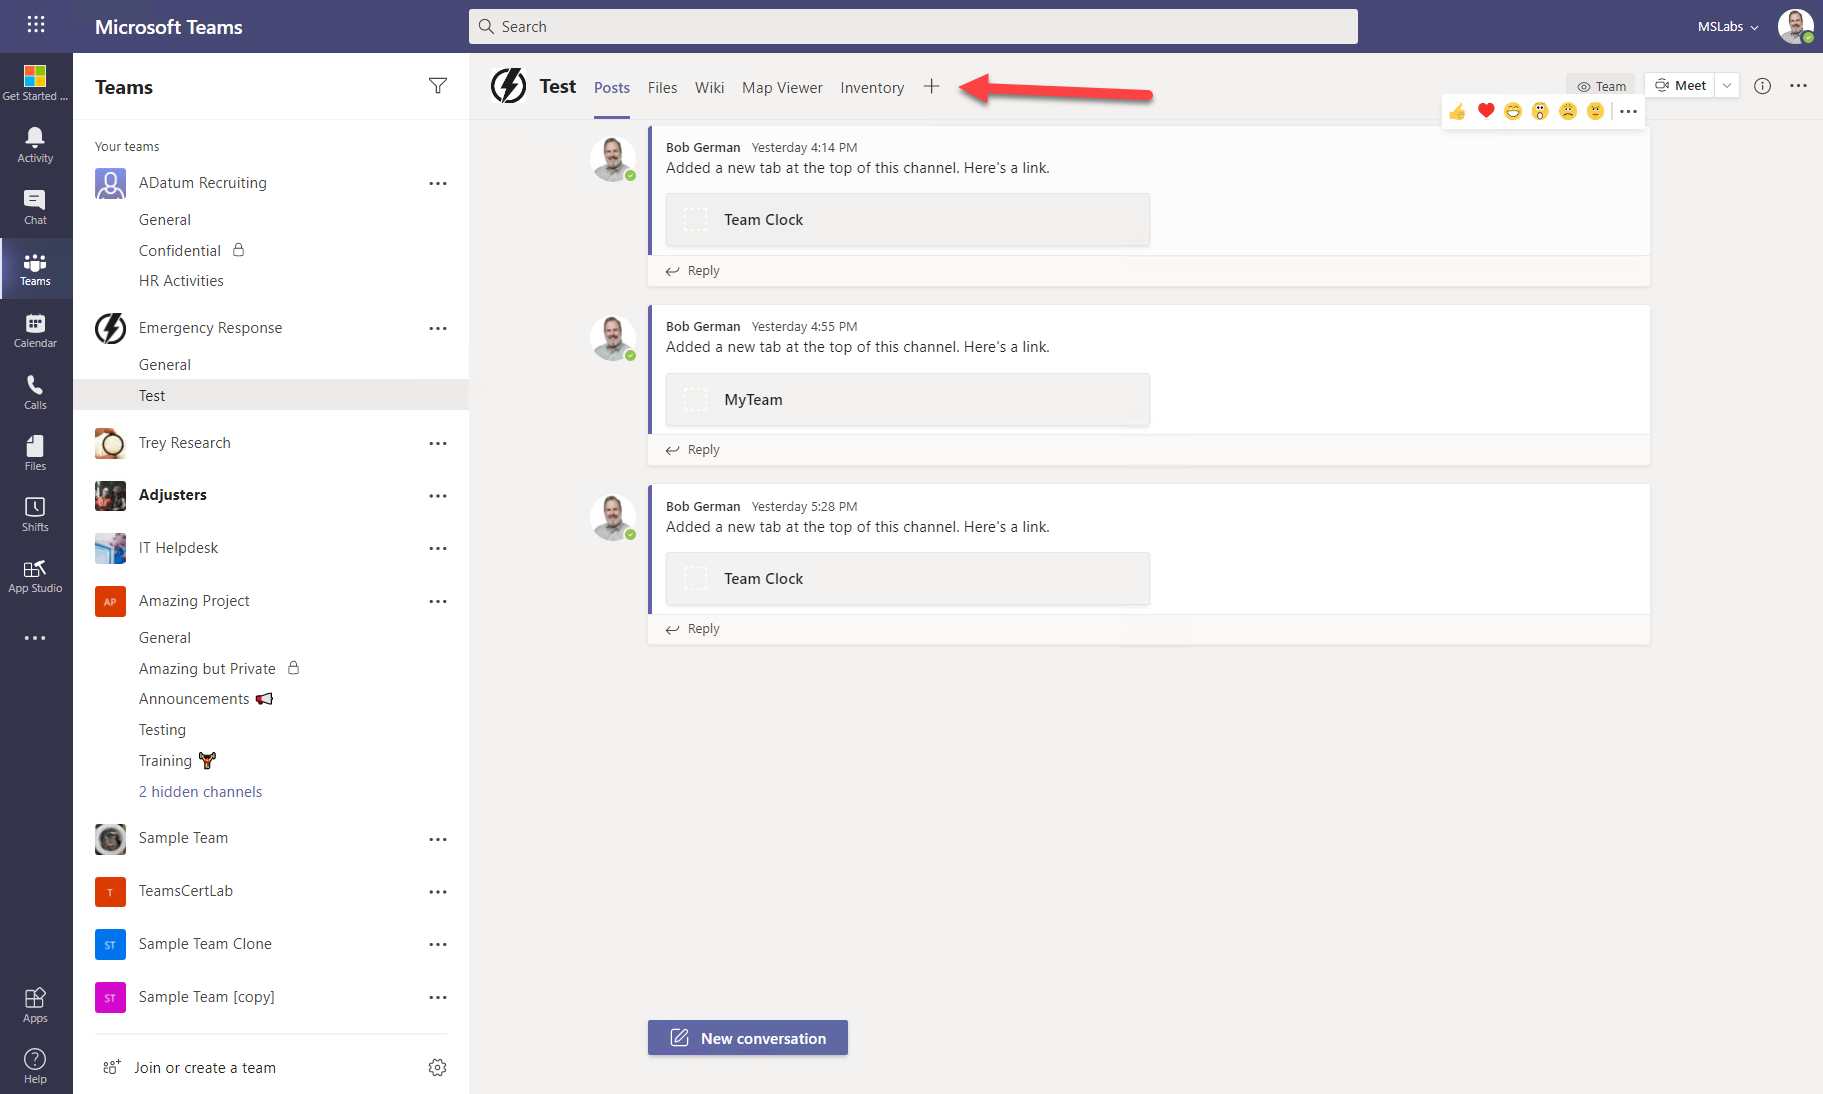 Microsoft Teams
Search
MSLabs
Get Started ...
Activity
Chat
Teams
Calendar
Calls
Files
Shifts
App Studio
Apps
Help
Teams
Your teams
ADatum Recruiting
General
Confidential
HR Activities
Emergency Response
General
Test
Trey Research
Adjusters
IT Helpdesk
AP Amazing Project
General
Amazing but Private
Announcements
Testing
Training
2 hidden channels
Sample Team
T TeamsCertLab
ST Sample Team Clone
ST Sample Team [copy]
Join or create a team
Test Posts Files Wiki Map Viewer Inventory
Team Meet
Bob German Yesterday 4:14 PM
Added a new tab at the top of this channel. Here's a link.
Team Clock
Reply
Bob German Yesterday 4:55 PM
Added a new tab at the top of this channel. Here's a link.
MyTeam
Reply
Bob German Yesterday 5:28 PM
Added a new tab at the top of this channel. Here's a link.
Team Clock
Reply
New conversation